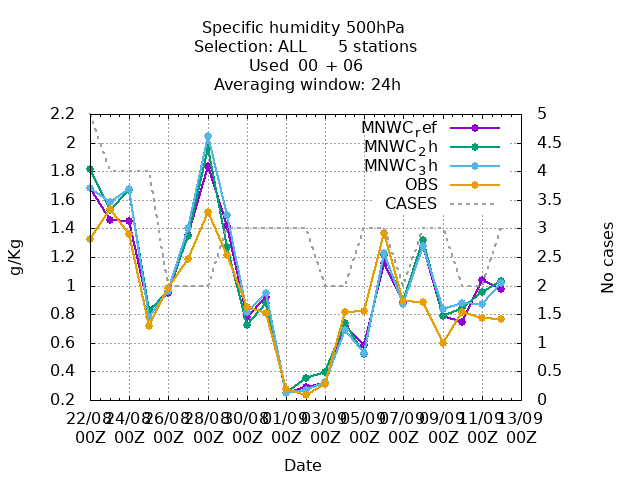 Specific humidity 500hPa
Selection: ALL 5 stations
Used 00 + 06
Averaging window: 24h
g/Kg
No cases
2.2
2
1.8
1.6
1.4
1.2
1
0.8
0.6
0.4
0.2
5
4.5
4
3.5
3
2.5
2
1.5
1
0.5
0
MNWC_ref
MNWC_2h
MNWC_3h
OBS
CASES
22/08 24/08 26/08 28/08 30/08 01/09 03/09 05/09 07/09 09/09 11/09 13/09
00Z 00Z 00Z 00Z 00Z 00Z 00Z 00Z 00Z 00Z 00Z 00Z
Date